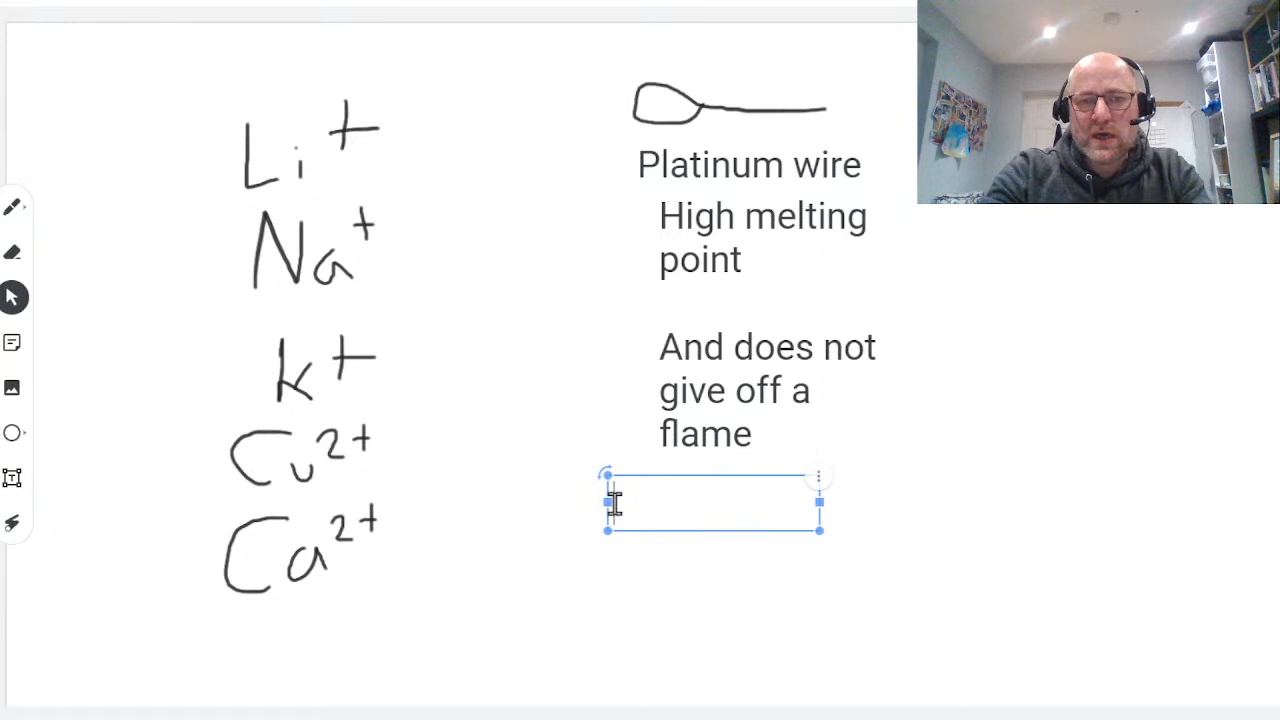 Li+
Na+
K+
Cu2+
Ca2+
Platinum wire
High melting
point
And does not
give off a
flame